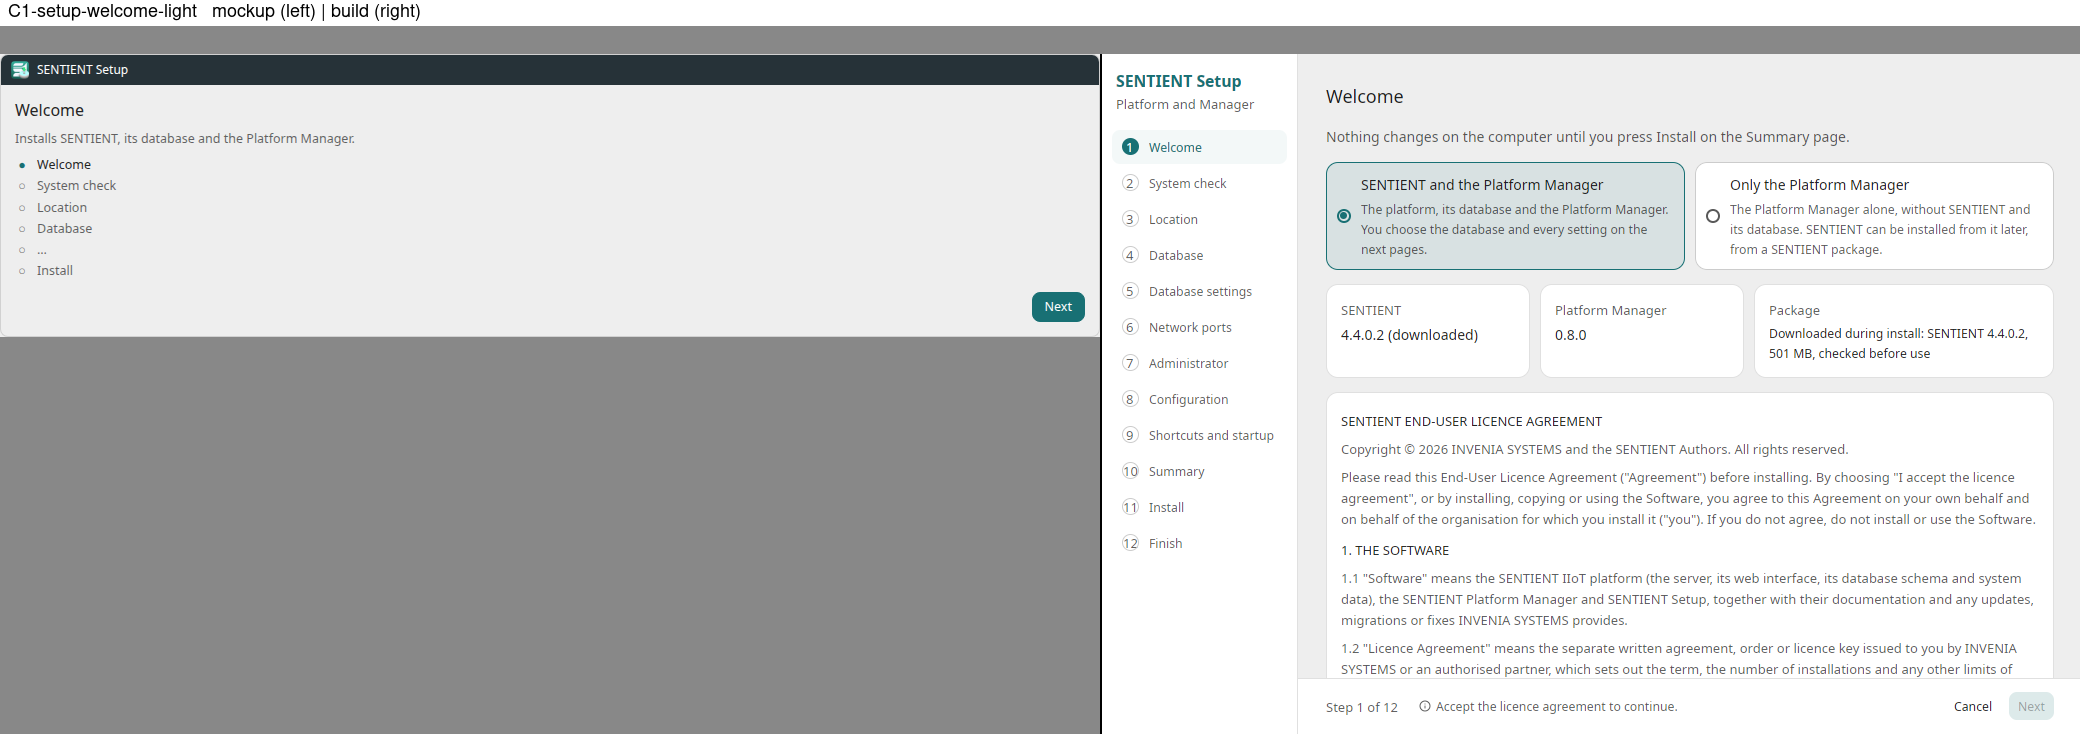 C1-setup-welcome-light mockup (left) | build (right)
SENTIENT Setup
Welcome
Installs SENTIENT, its database and the Platform Manager.
Welcome
System check
Location
Database
...
Install
Next
SENTIENT Setup
Platform and Manager
1 Welcome
2 System check
3 Location
4 Database
5 Database settings
6 Network ports
7 Administrator
8 Configuration
9 Shortcuts and startup
10 Summary
11 Install
12 Finish
Welcome
Nothing changes on the computer until you press Install on the Summary page.
SENTIENT and the Platform Manager
The platform, its database and the Platform Manager.
You choose the database and every setting on the
next pages.
Only the Platform Manager
The Platform Manager alone, without SENTIENT and
its database. SENTIENT can be installed from it later,
from a SENTIENT package.
SENTIENT
4.4.0.2 (downloaded)
Platform Manager
0.8.0
Package
Downloaded during install: SENTIENT 4.4.0.2,
501 MB, checked before use
SENTIENT END-USER LICENCE AGREEMENT
Copyright © 2026 INVENIA SYSTEMS and the SENTIENT Authors. All rights reserved.
Please read this End-User Licence Agreement ("Agreement") before installing. By choosing "I accept the licence
agreement", or by installing, copying or using the Software, you agree to this Agreement on your own behalf and
on behalf of the organisation for which you install it ("you"). If you do not agree, do not install or use the Software.
1. THE SOFTWARE
1.1 "Software" means the SENTIENT IIoT platform (the server, its web interface, its database schema and system
data), the SENTIENT Platform Manager and SENTIENT Setup, together with their documentation and any updates,
migrations or fixes INVENIA SYSTEMS provides.
1.2 "Licence Agreement" means the separate written agreement, order or licence key issued to you by INVENIA
SYSTEMS or an authorised partner, which sets out the term, the number of installations and any other limits of
Step 1 of 12
Accept the licence agreement to continue.
Cancel
Next